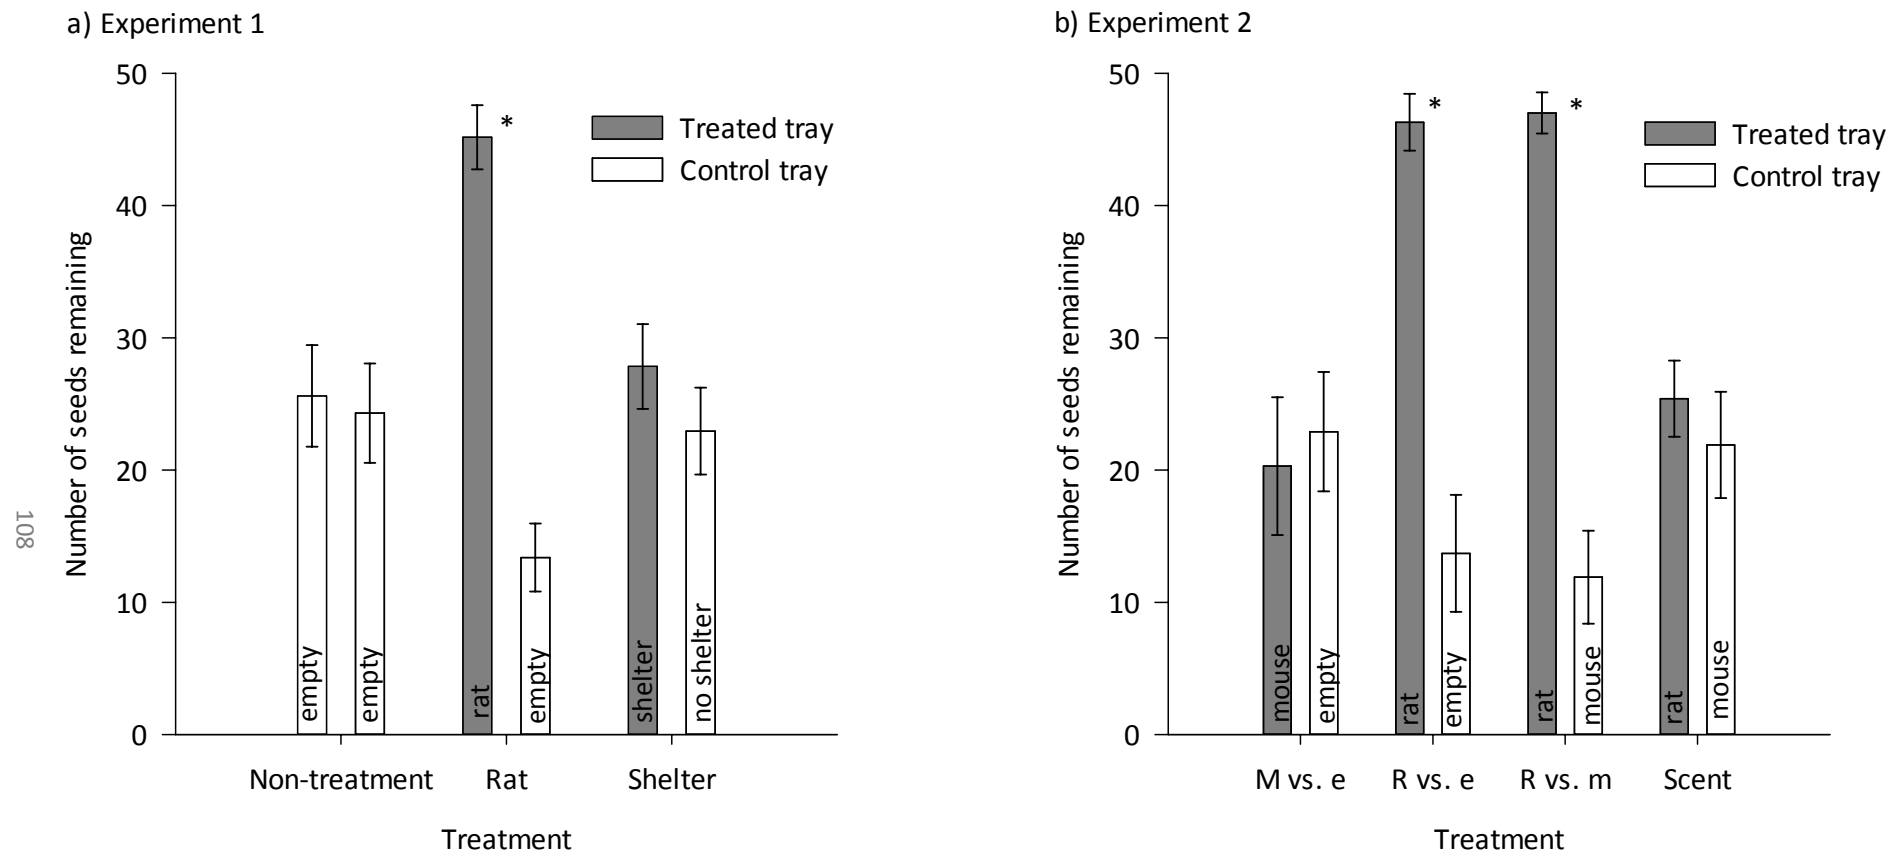 a) Experiment 1
50
40
30
20
10
0
Number of seeds remaining
Treated tray
Control tray
*
empty
empty
rat
empty
shelter
no shelter
Non-treatment Rat Shelter
Treatment
b) Experiment 2
50
40
30
20
10
0
Number of seeds remaining
Treated tray
Control tray
*
*
mouse
empty
rat
empty
rat
mouse
rat
mouse
M vs. e R vs. e R vs. m Scent
Treatment
108